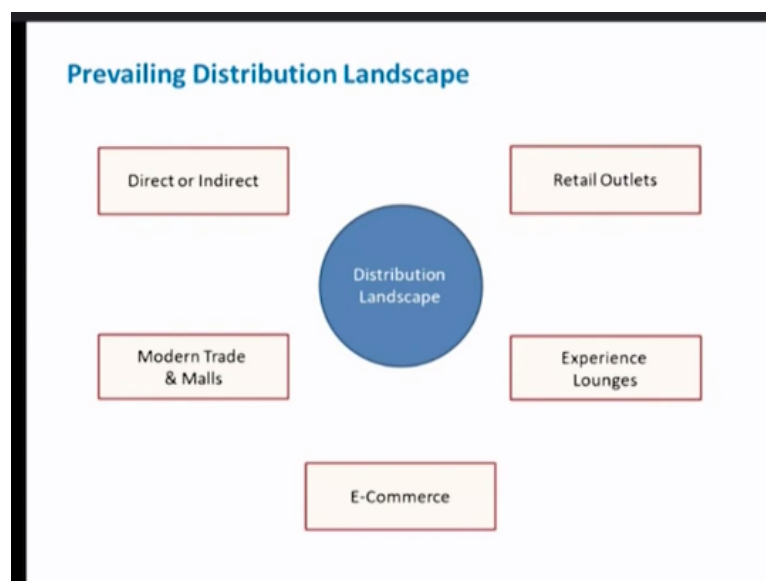 Prevailing Distribution Landscape
Direct or Indirect
Retail Outlets
Distribution
Landscape
Modern Trade
& Malls
Experience
Lounges
E-Commerce